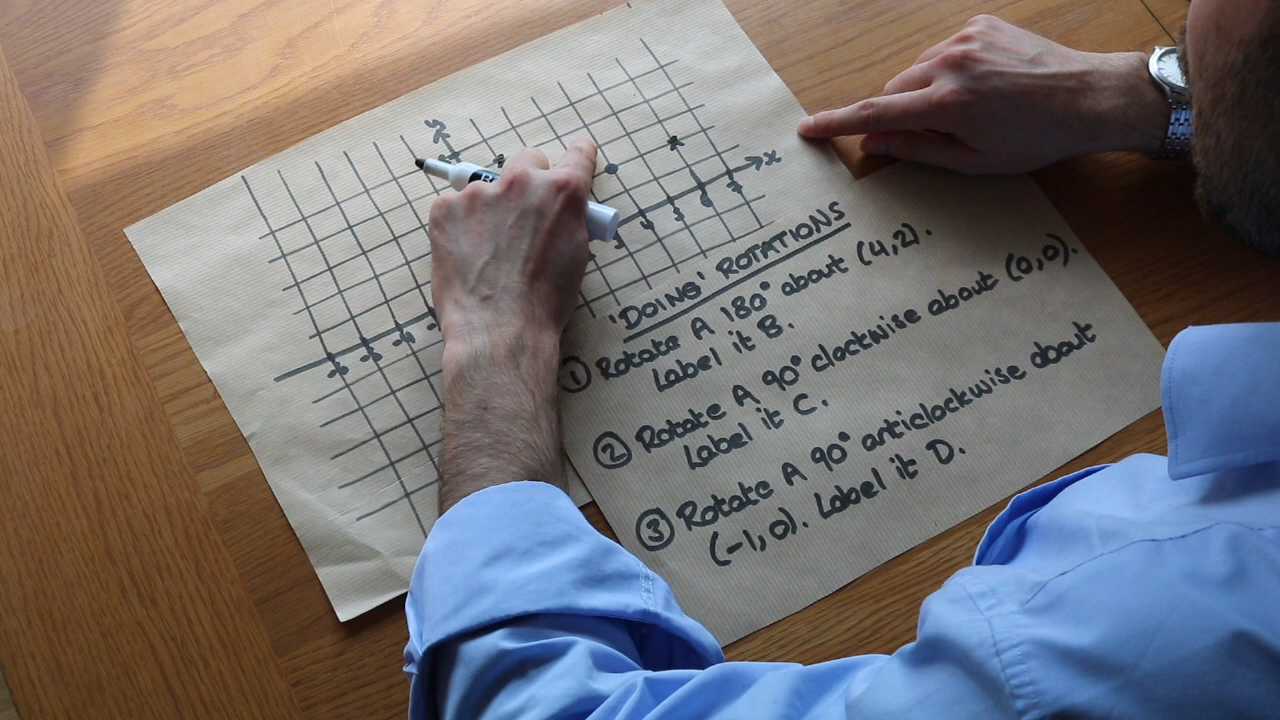 y
x
-5 -4 -3
3 4 5 6 7
'DOING' ROTATIONS
① Rotate A 180° about (4,2).
Label it B.
② Rotate A 90° clockwise about (0,0).
Label it C.
③ Rotate A 90° anticlockwise about
(-1,0). Label it D.